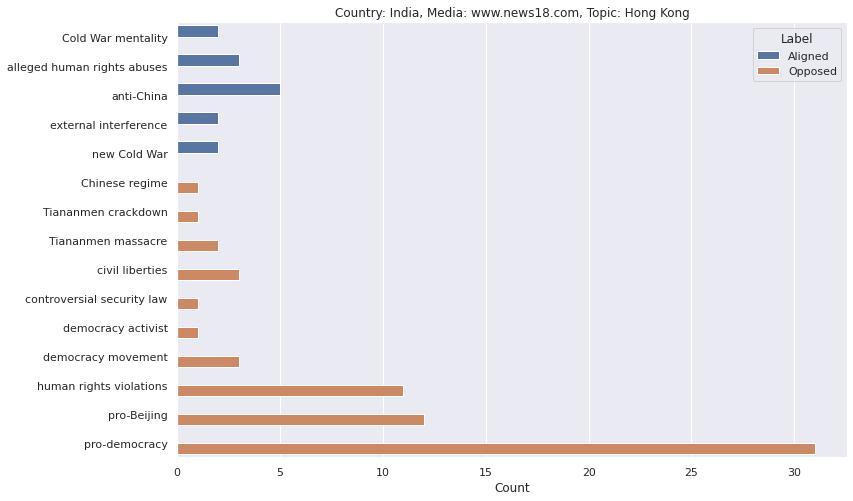 Country: India, Media: www.news18.com, Topic: Hong Kong
Label
Aligned
Opposed
Cold War mentality
alleged human rights abuses
anti-China
external interference
new Cold War
Chinese regime
Tiananmen crackdown
Tiananmen massacre
civil liberties
controversial security law
democracy activist
democracy movement
human rights violations
pro-Beijing
pro-democracy
0 5 10 15 20 25 30
Count